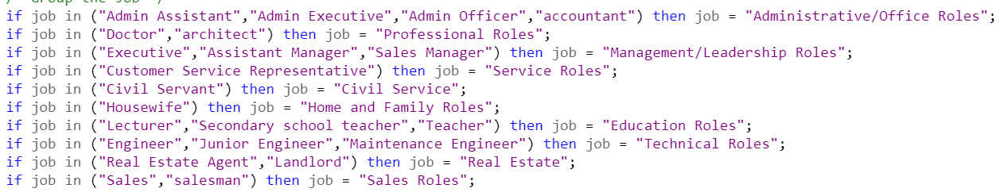 /* Group the Job */
if job in ("Admin Assistant","Admin Executive","Admin Officer","accountant") then job = "Administrative/Office Roles";
if job in ("Doctor","architect") then job = "Professional Roles";
if job in ("Executive","Assistant Manager","Sales Manager") then job = "Management/Leadership Roles";
if job in ("Customer Service Representative") then job = "Service Roles";
if job in ("Civil Servant") then job = "Civil Service";
if job in ("Housewife") then job = "Home and Family Roles";
if job in ("Lecturer","Secondary school teacher","Teacher") then job = "Education Roles";
if job in ("Engineer","Junior Engineer","Maintenance Engineer") then job = "Technical Roles";
if job in ("Real Estate Agent","Landlord") then job = "Real Estate";
if job in ("Sales","salesman") then job = "Sales Roles";